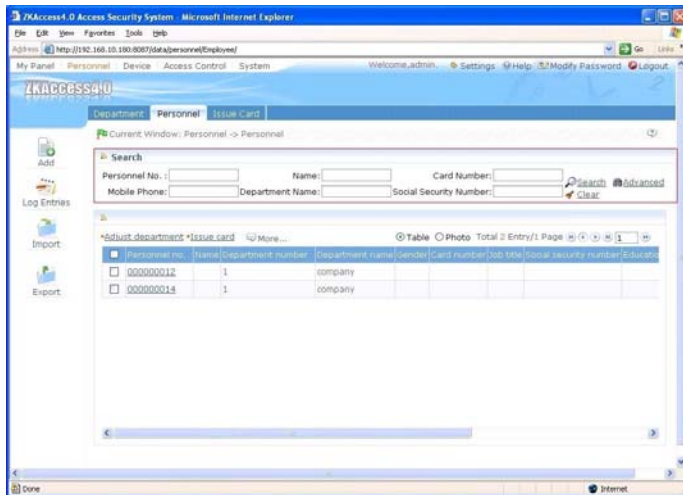 ZKAccess4.0 Access Security System - Microsoft Internet Explorer
File Edit View Favorites Tools Help
Address http://192.168.10.180:8087/data/personnel/Employee/ Go Links
My Panel Personnel Device Access Control System Welcome,admin. Settings Help Modify Password Logout
ZKAccess4.0
Department Personnel Issue Card
Current Window: Personnel -> Personnel
Add
Log Entries
Import
Export
Search
Personnel No. : Name: Card Number: Search Advanced
Mobile Phone: Department Name: Social Security Number: Clear
Adjust department Issue card More... Table Photo Total 2 Entry/1 Page 1
Personnel no. Name Department number Department name Gender Card number Job title Social security number Educatio
000000012 1 company
000000014 1 company
Done Internet